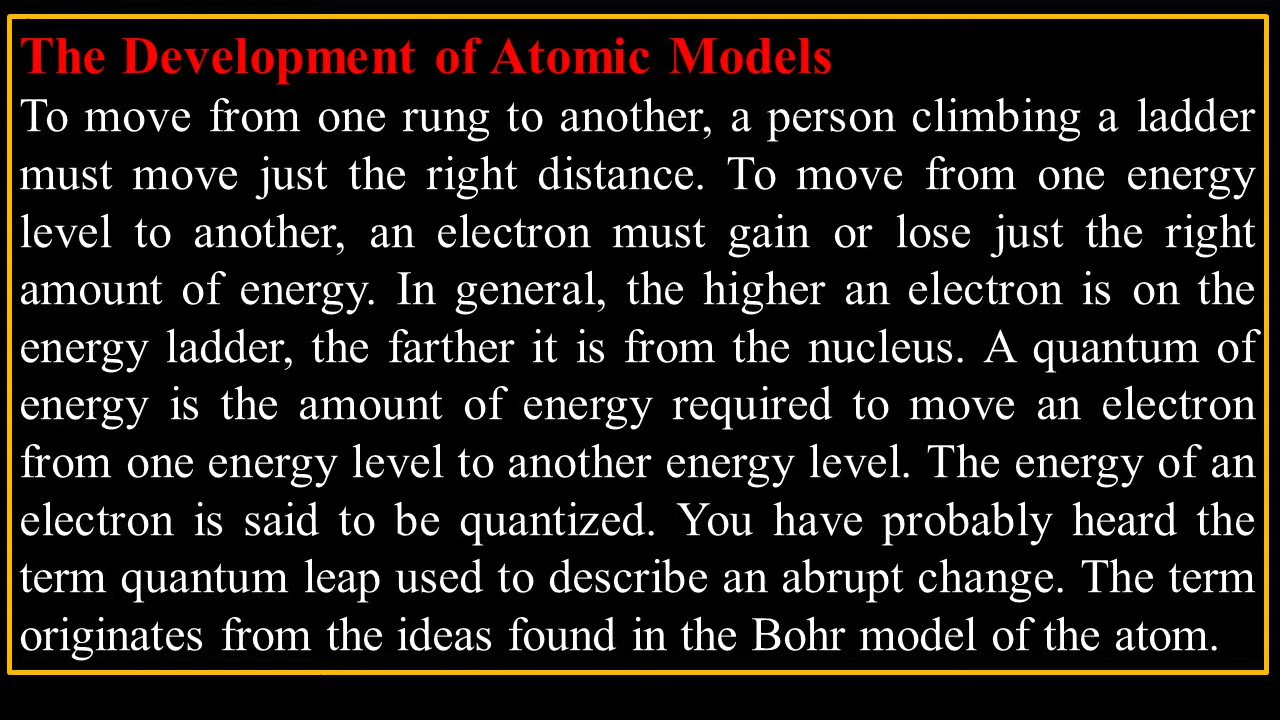 The Development of Atomic Models
To move from one rung to another, a person climbing a ladder
must move just the right distance. To move from one energy
level to another, an electron must gain or lose just the right
amount of energy. In general, the higher an electron is on the
energy ladder, the farther it is from the nucleus. A quantum of
energy is the amount of energy required to move an electron
from one energy level to another energy level. The energy of an
electron is said to be quantized. You have probably heard the
term quantum leap used to describe an abrupt change. The term
originates from the ideas found in the Bohr model of the atom.